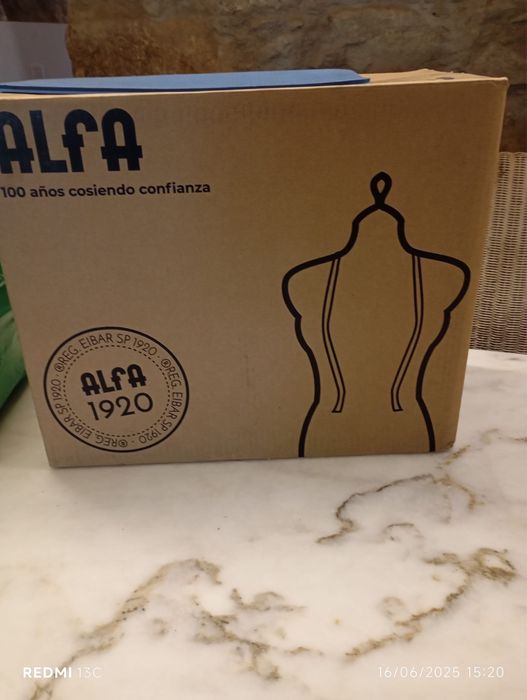 ALFA
100 años cosiendo confianza
®REG. EIBAR SP 1920 · ®REG. EIBAR SP 1920 · ®REG. EIBAR SP 1920 ·
ALFA
1920
REDMI 13C
16/06/2025 15:20